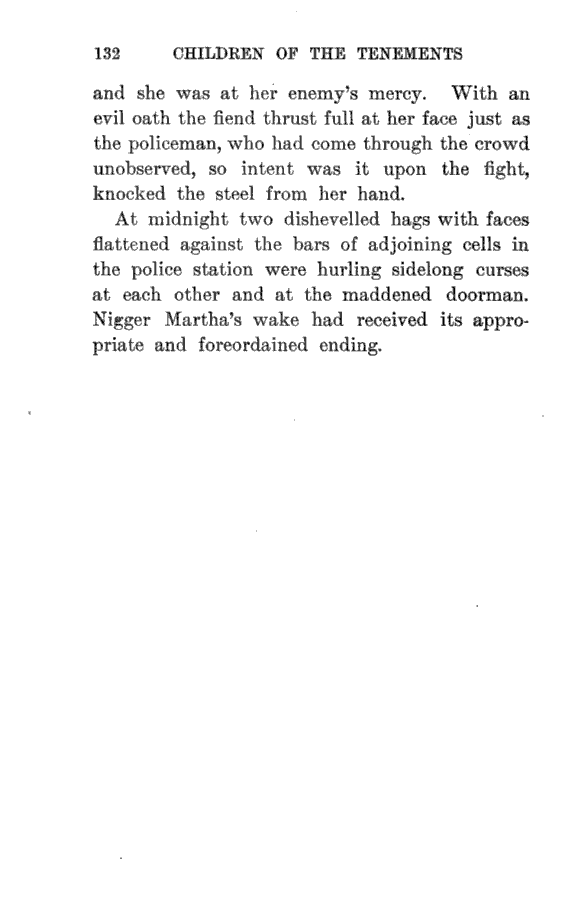 132 CHILDREN OF THE TENEMENTS
and she was at her enemy's mercy. With an
evil oath the fiend thrust full at her face just as
the policeman, who had come through the crowd
unobserved, so intent was it upon the fight,
knocked the steel from her hand.
At midnight two dishevelled hags with faces
flattened against the bars of adjoining cells in
the police station were hurling sidelong curses
at each other and at the maddened doorman.
Nigger Martha's wake had received its appro-
priate and foreordained ending.